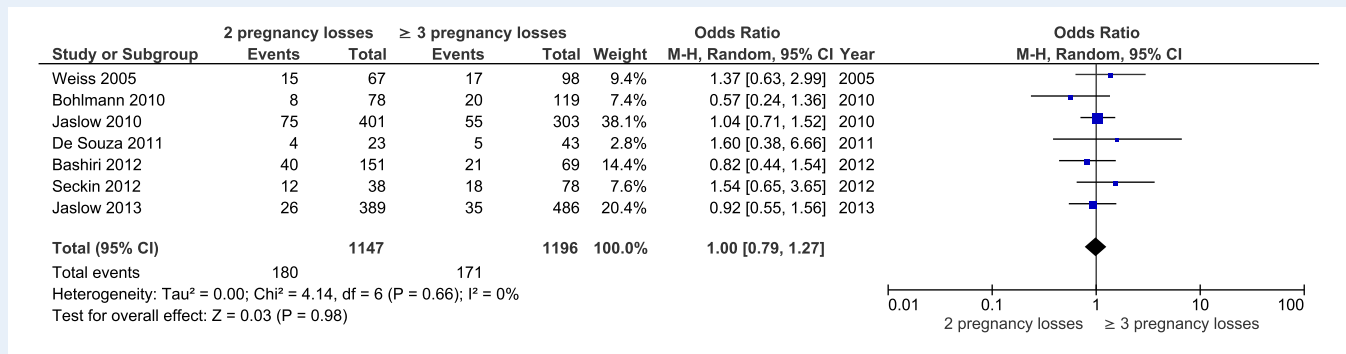 2 pregnancy losses ≥ 3 pregnancy losses Odds Ratio Odds Ratio
Study or Subgroup Events Total Events Total Weight M-H, Random, 95% CI Year M-H, Random, 95% CI
Weiss 2005 15 67 17 98 9.4% 1.37 [0.63, 2.99] 2005
Bohlmann 2010 8 78 20 119 7.4% 0.57 [0.24, 1.36] 2010
Jaslow 2010 75 401 55 303 38.1% 1.04 [0.71, 1.52] 2010
De Souza 2011 4 23 5 43 2.8% 1.60 [0.38, 6.66] 2011
Bashiri 2012 40 151 21 69 14.4% 0.82 [0.44, 1.54] 2012
Seckin 2012 12 38 18 78 7.6% 1.54 [0.65, 3.65] 2012
Jaslow 2013 26 389 35 486 20.4% 0.92 [0.55, 1.56] 2013
Total (95% CI) 1147 1196 100.0% 1.00 [0.79, 1.27]
Total events 180 171
Heterogeneity: Tau² = 0.00; Chi² = 4.14, df = 6 (P = 0.66); I² = 0%
Test for overall effect: Z = 0.03 (P = 0.98)
0.01 0.1 1 10 100
2 pregnancy losses ≥ 3 pregnancy losses